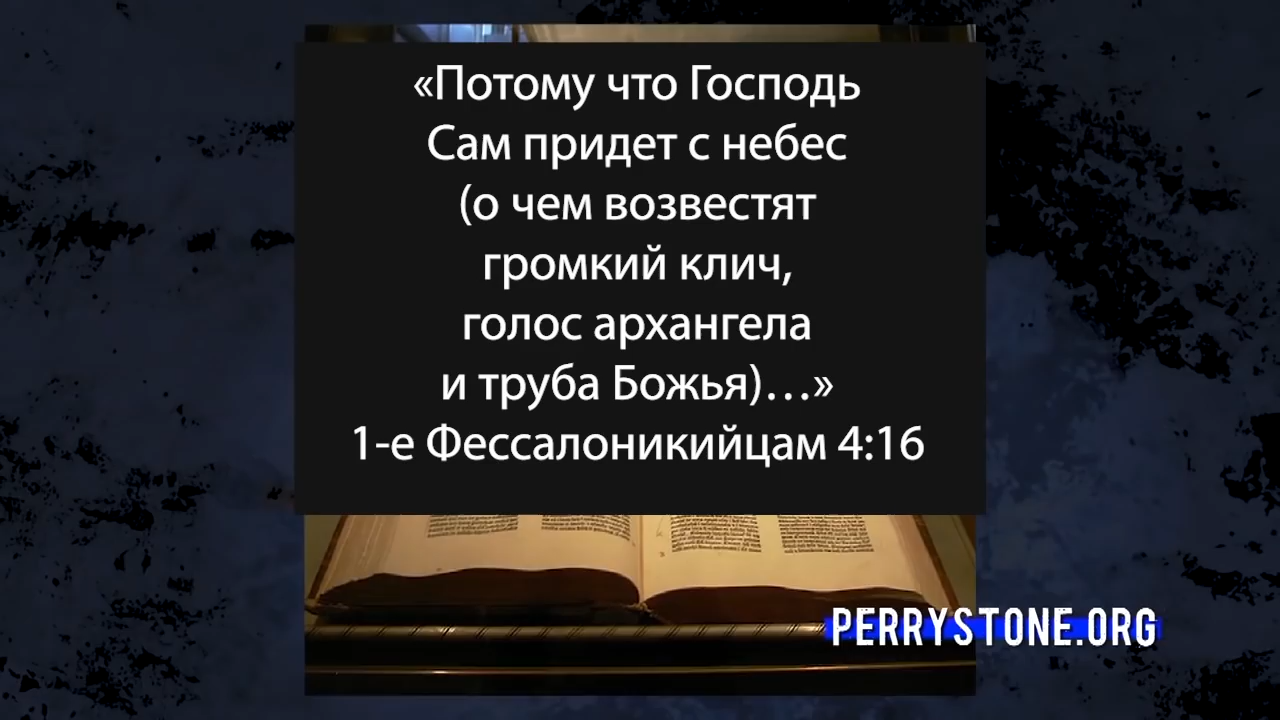 «Потому что Господь
Сам придет с небес
(о чем возвестят
громкий клич,
голос архангела
и труба Божья)…»
1-е Фессалоникийцам 4:16
PERRYSTONE.ORG